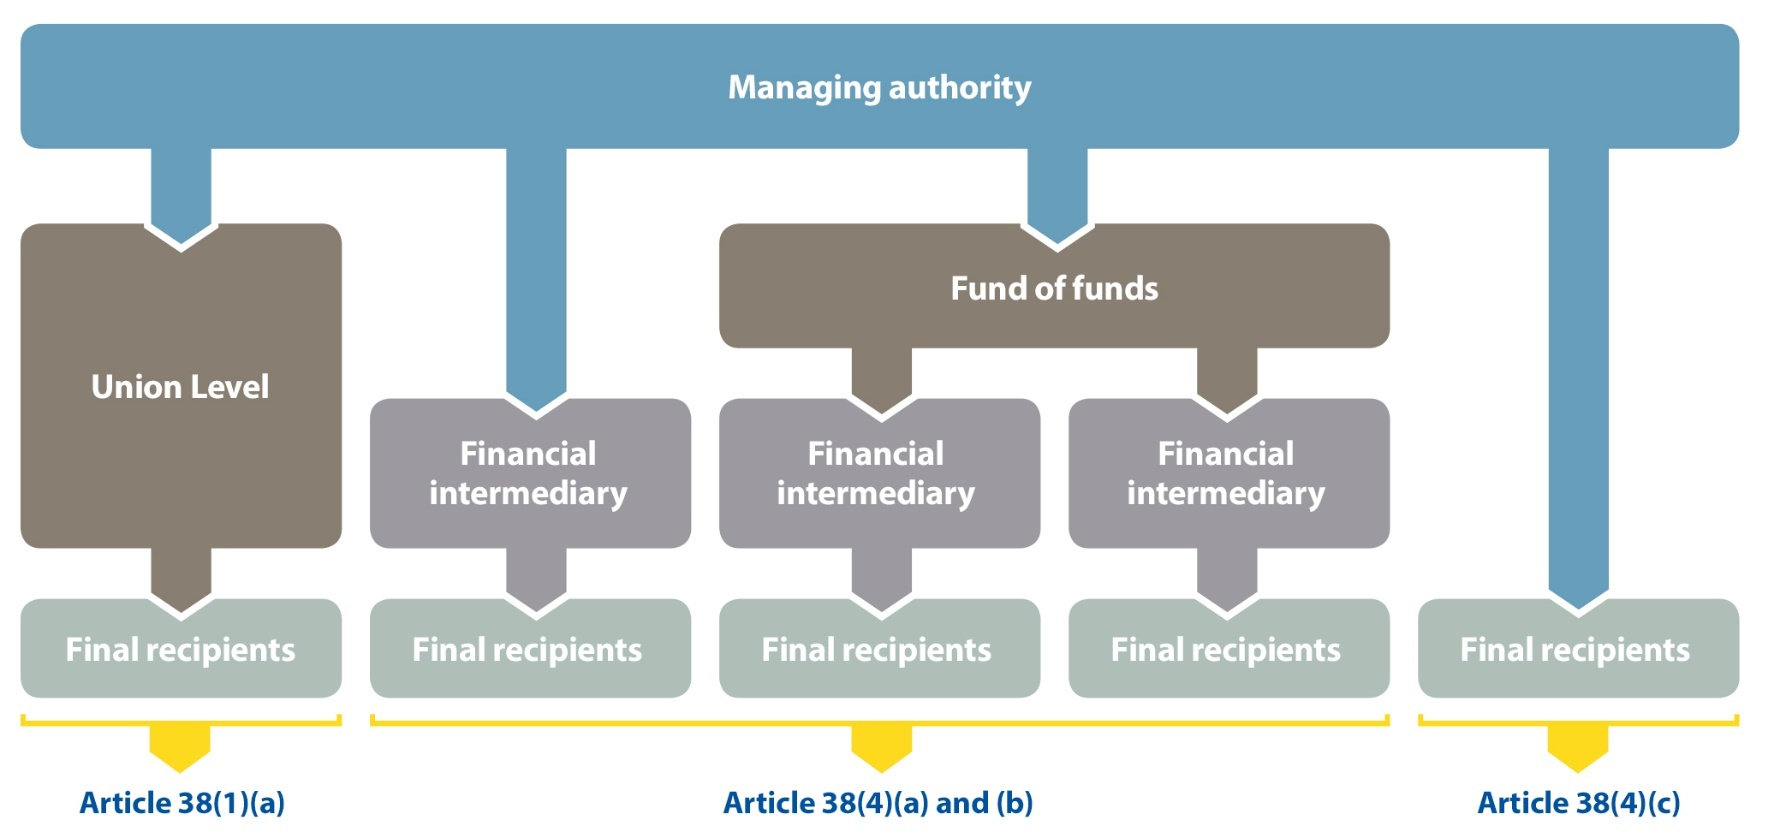 Managing authority
Fund of funds
Union Level
Financial
intermediary
Financial
intermediary
Financial
intermediary
Final recipients
Final recipients
Final recipients
Final recipients
Final recipients
Article 38(1)(a)
Article 38(4)(a) and (b)
Article 38(4)(c)